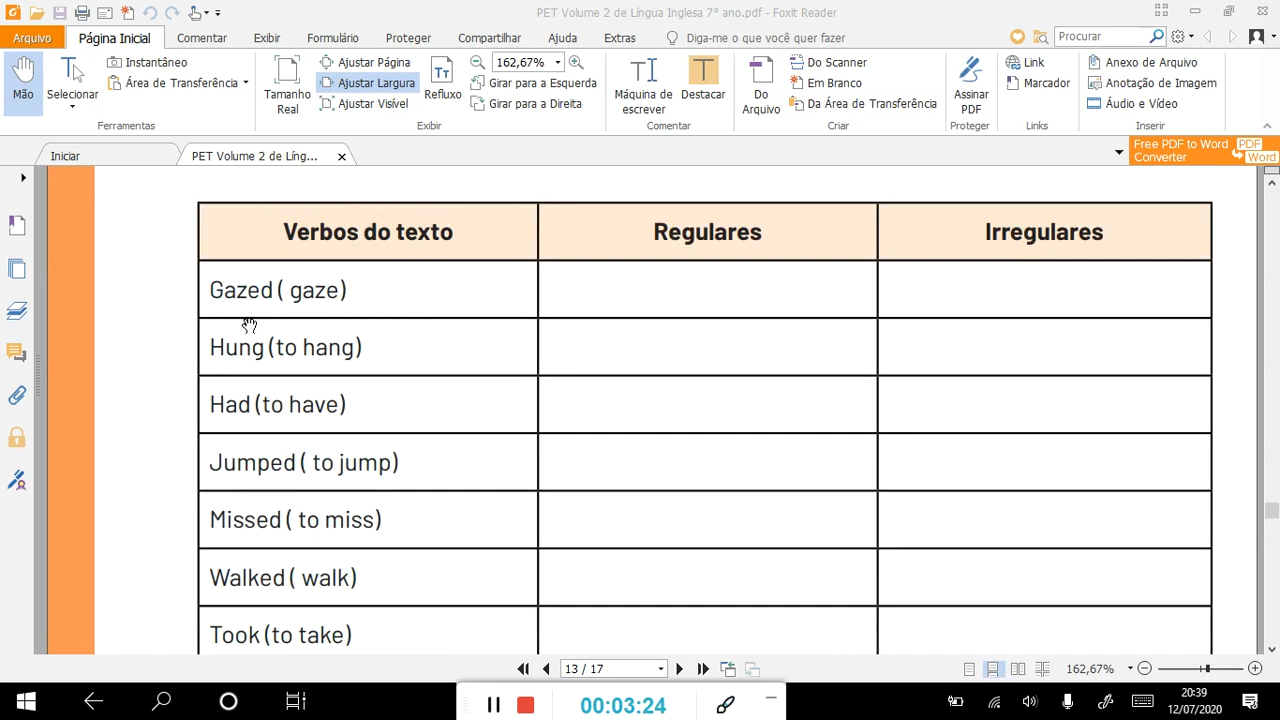 PET Volume 2 de Língua Inglesa 7° ano.pdf - Foxit Reader
Arquivo Página Inicial Comentar Exibir Formulário Proteger Compartilhar Ajuda Extras Diga-me o que você quer fazer Procurar
Mão
Selecionar
Instantâneo
Área de Transferência
Ferramentas
Tamanho Real
Ajustar Página
Ajustar Largura
Ajustar Visível
Refluxo
162,67%
Girar para a Esquerda
Girar para a Direita
Exibir
Máquina de escrever
Destacar
Comentar
Do Arquivo
Do Scanner
Em Branco
Da Área de Transferência
Criar
Assinar PDF
Proteger
Link
Marcador
Links
Anexo de Arquivo
Anotação de Imagem
Áudio e Vídeo
Inserir
Iniciar PET Volume 2 de Líng...
Free PDF to Word Converter
PDF
Word
Verbos do texto Regulares Irregulares
Gazed ( gaze)
Hung (to hang)
Had (to have)
Jumped ( to jump)
Missed ( to miss)
Walked ( walk)
Took (to take)
13 / 17 162,67%
00:03:24
20:39
12/07/2020